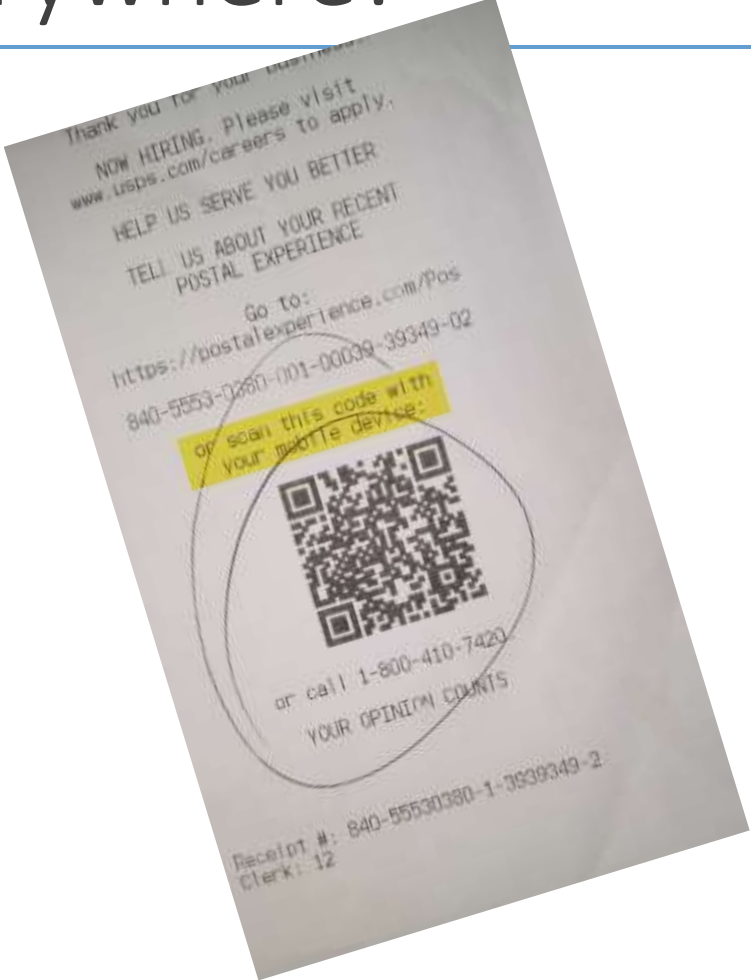 Thank you for your business.
NOW HIRING. Please visit
www.usps.com/careers to apply.
HELP US SERVE YOU BETTER
TELL US ABOUT YOUR RECENT
POSTAL EXPERIENCE
Go to:
https://postalexperience.com/Pos
840-5553-0380-001-00039-39349-02
or scan this code with
your mobile device:
or call 1-800-410-7420
YOUR OPINION COUNTS
Receipt #: 840-55530380-1-3939349-2
Clerk: 12